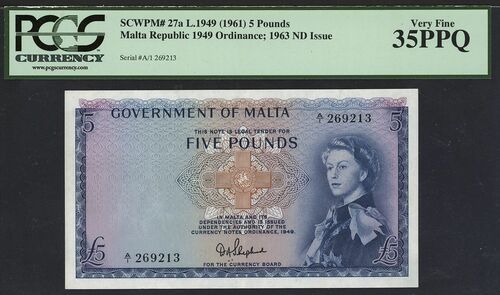 PCGS
CURRENCY
www.pcgscurrency.com
SCWPM# 27a L.1949 (1961) 5 Pounds
Malta Republic 1949 Ordinance; 1963 ND Issue
Serial #A/1 269213
Very Fine
35PPQ
5
GOVERNMENT OF MALTA
5
THIS NOTE IS LEGAL TENDER FOR
A/1 269213
FIVE POUNDS
IN MALTA AND ITS
DEPENDENCIES AND IS ISSUED
UNDER THE AUTHORITY OF THE
CURRENCY NOTES ORDINANCE, 1949.
A/1 269213
£5
FOR THE CURRENCY BOARD
£5